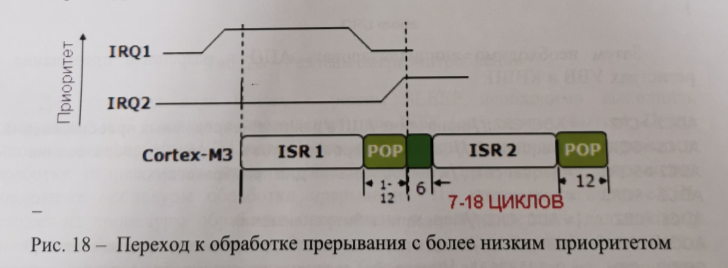 Приоритет
IRQ1
IRQ2
Cortex-M3
ISR 1
POP
ISR 2
POP
1-
12
6
7-18 ЦИКЛОВ
12
Рис. 18 – Переход к обработке прерывания с более низким приоритетом